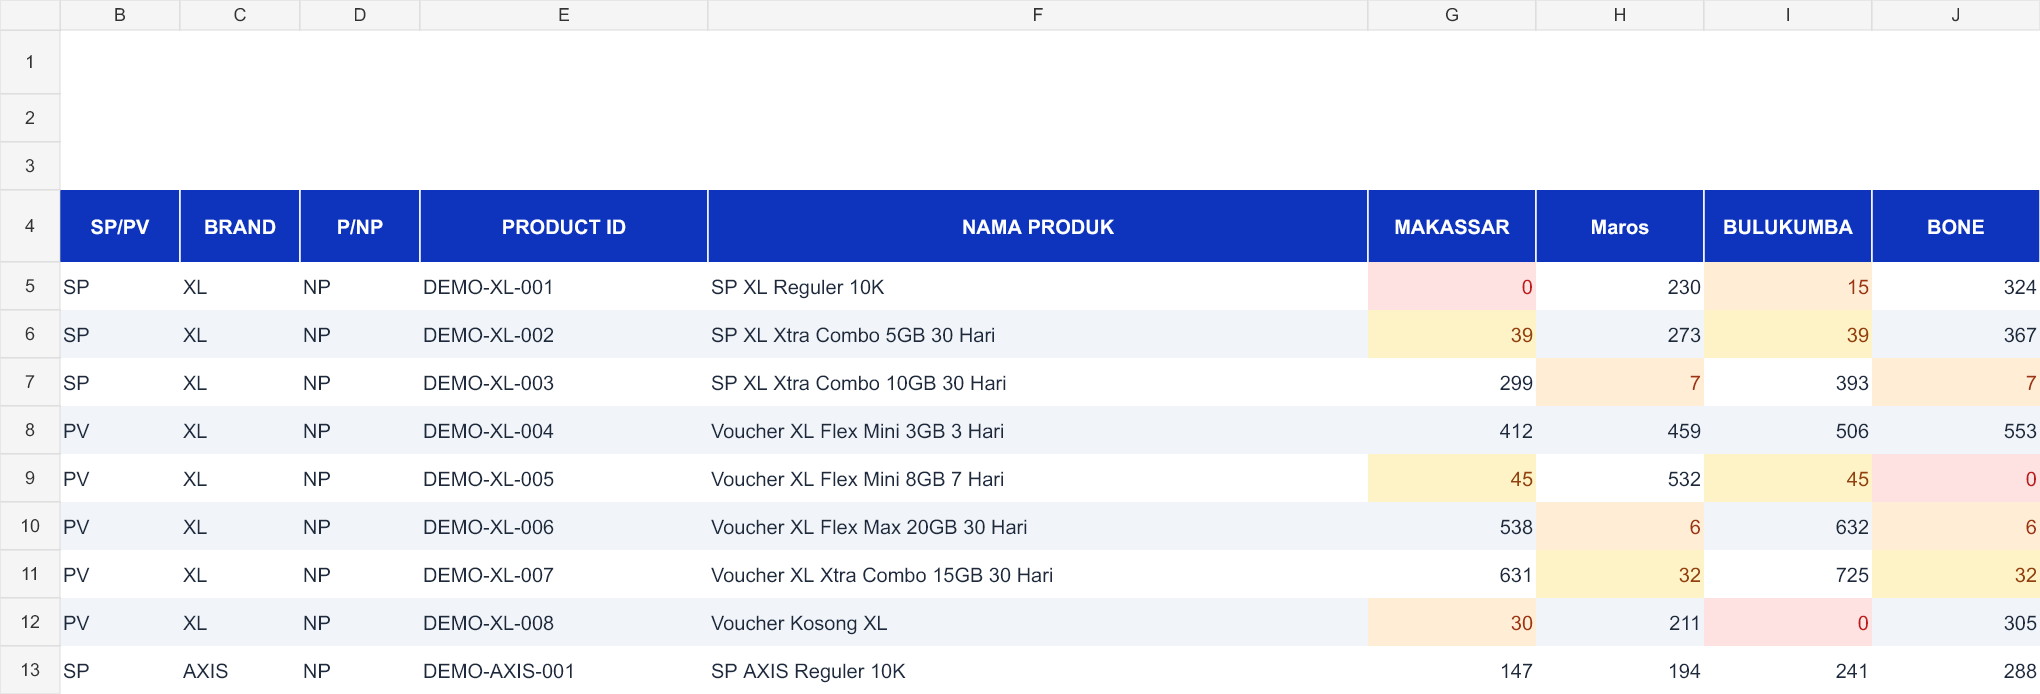 B C D E F G H I J
1
2
3
4 SP/PV BRAND P/NP PRODUCT ID NAMA PRODUK MAKASSAR Maros BULUKUMBA BONE
5 SP XL NP DEMO-XL-001 SP XL Reguler 10K 0 230 15 324
6 SP XL NP DEMO-XL-002 SP XL Xtra Combo 5GB 30 Hari 39 273 39 367
7 SP XL NP DEMO-XL-003 SP XL Xtra Combo 10GB 30 Hari 299 7 393 7
8 PV XL NP DEMO-XL-004 Voucher XL Flex Mini 3GB 3 Hari 412 459 506 553
9 PV XL NP DEMO-XL-005 Voucher XL Flex Mini 8GB 7 Hari 45 532 45 0
10 PV XL NP DEMO-XL-006 Voucher XL Flex Max 20GB 30 Hari 538 6 632 6
11 PV XL NP DEMO-XL-007 Voucher XL Xtra Combo 15GB 30 Hari 631 32 725 32
12 PV XL NP DEMO-XL-008 Voucher Kosong XL 30 211 0 305
13 SP AXIS NP DEMO-AXIS-001 SP AXIS Reguler 10K 147 194 241 288